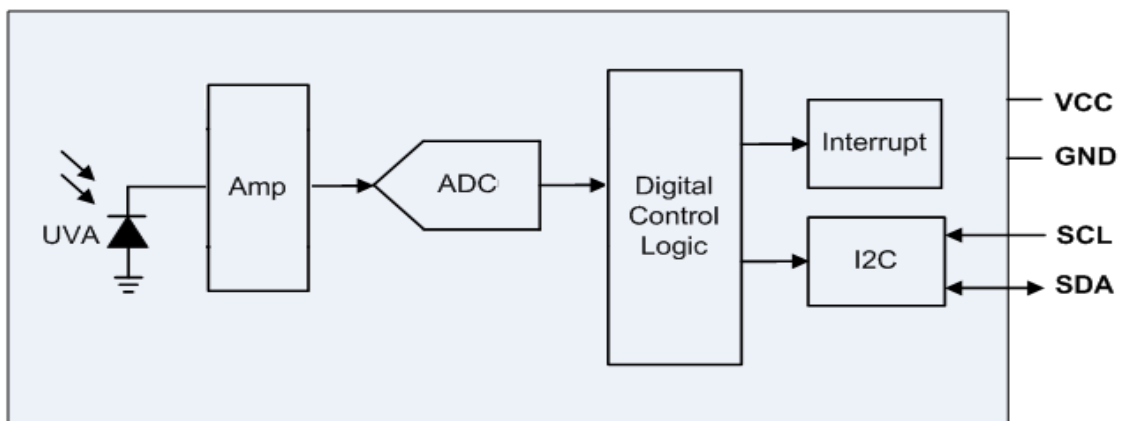 UVA
Amp
ADC
Digital
Control
Logic
Interrupt
I2C
VCC
GND
SCL
SDA